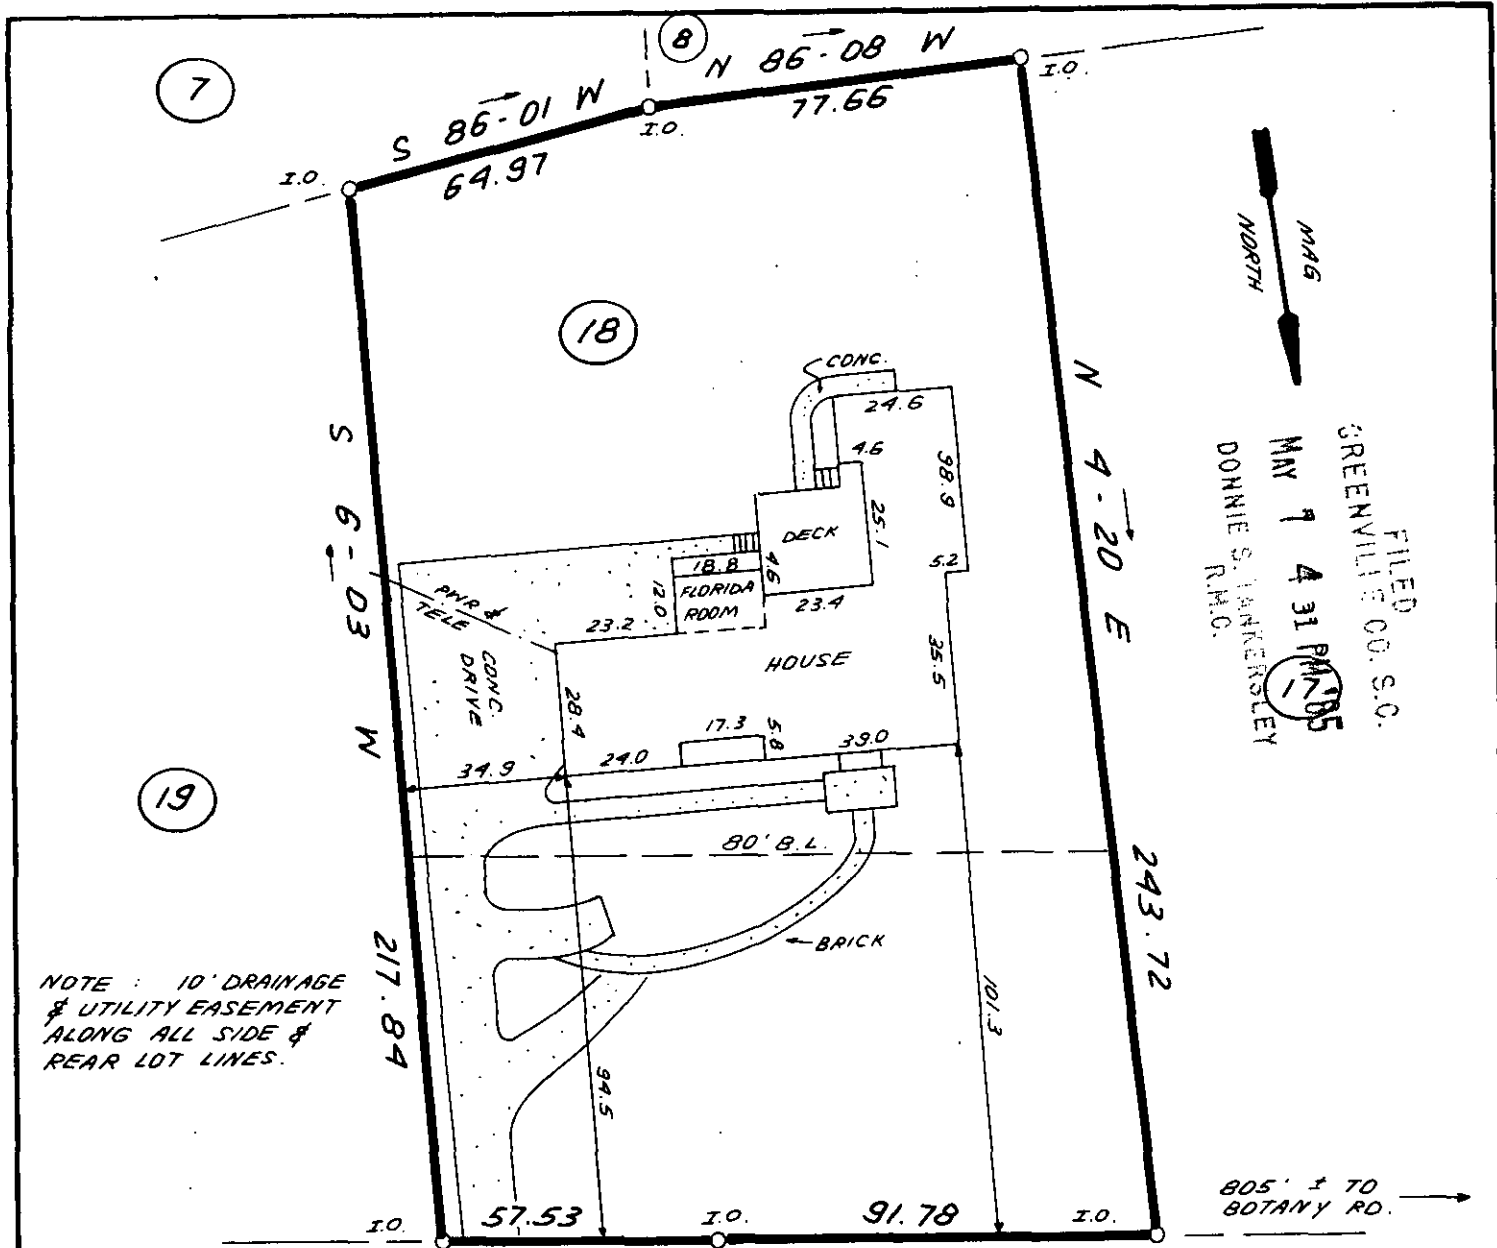 8
N 86-08 W
77.66
I.O.
7
S 86-01 W
64.97
I.O.
I.O.
MAG
NORTH
18
CONC.
24.6
4.6
38.9
25.1
DECK
5.2
18.8
4.6
12.0
FLORIDA
ROOM
23.4
PWR &
TELE
23.2
HOUSE
35.5
CONC.
DRIVE
28.4
17.3
5.8
39.0
34.9
24.0
80' B.L.
BRICK
S 6-03 W
217.84
N 4-20 E
243.72
FILED
GREENVILLE CO. S.C.
MAY 7 4 31 PM '85
DONNIE S. TANKERSLEY
R.M.C.
17
19
NOTE : 10' DRAINAGE
& UTILITY EASEMENT
ALONG ALL SIDE &
REAR LOT LINES.
101.3
94.5
805' ± TO
BOTANY RD.
I.O.
57.53
I.O.
91.78
I.O.